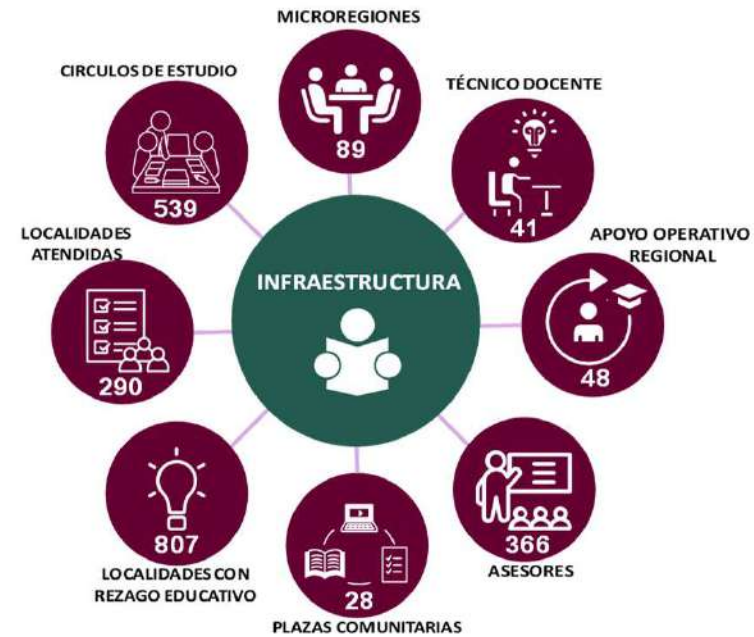 MICROREGIONES
89
CIRCULOS DE ESTUDIO
539
TÉCNICO DOCENTE
41
LOCALIDADES
ATENDIDAS
290
INFRAESTRUCTURA
APOYO OPERATIVO
REGIONAL
48
807
LOCALIDADES CON
REZAGO EDUCATIVO
28
PLAZAS COMUNITARIAS
366
ASESORES